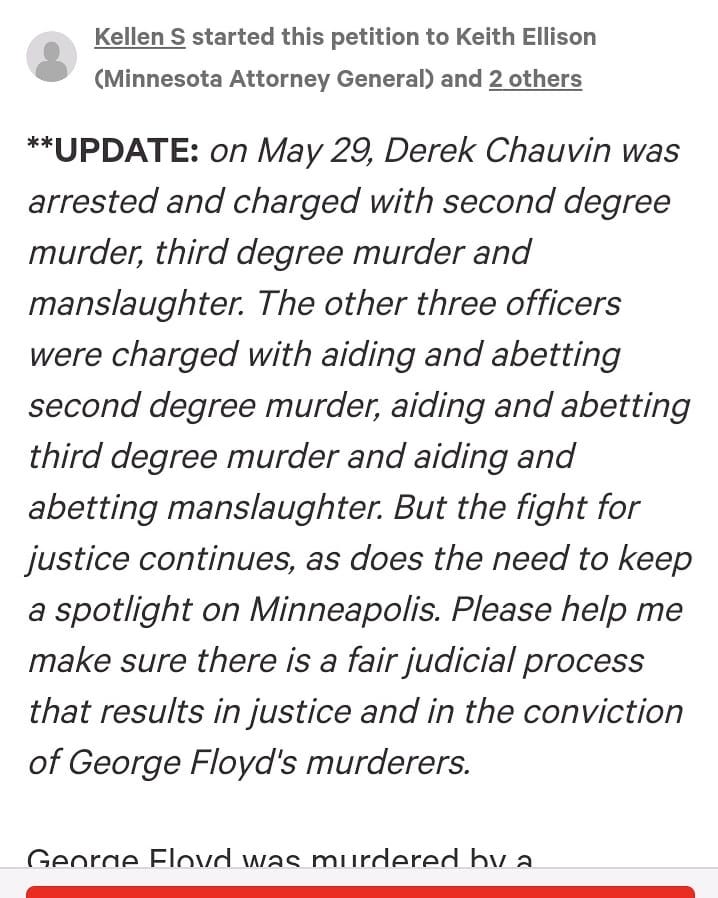 Kellen S started this petition to Keith Ellison
(Minnesota Attorney General) and 2 others
**UPDATE: on May 29, Derek Chauvin was
arrested and charged with second degree
murder, third degree murder and
manslaughter. The other three officers
were charged with aiding and abetting
second degree murder, aiding and abetting
third degree murder and aiding and
abetting manslaughter. But the fight for
justice continues, as does the need to keep
a spotlight on Minneapolis. Please help me
make sure there is a fair judicial process
that results in justice and in the conviction
of George Floyd's murderers.
George Floyd was murdered by a